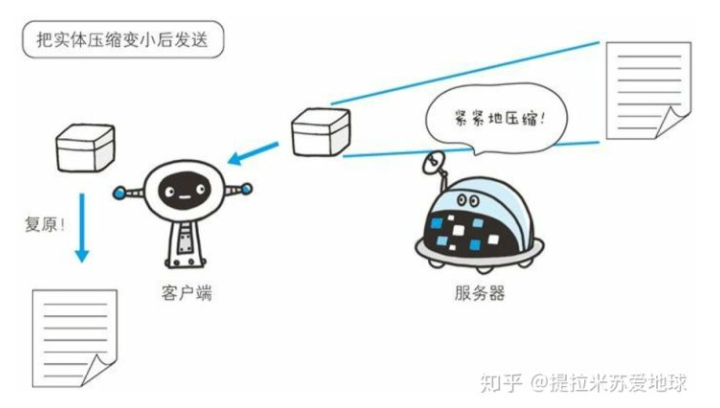 把实体压缩变小后发送
紧紧地压缩!
复原!
客户端
服务器
知乎 @提拉米苏爱地球